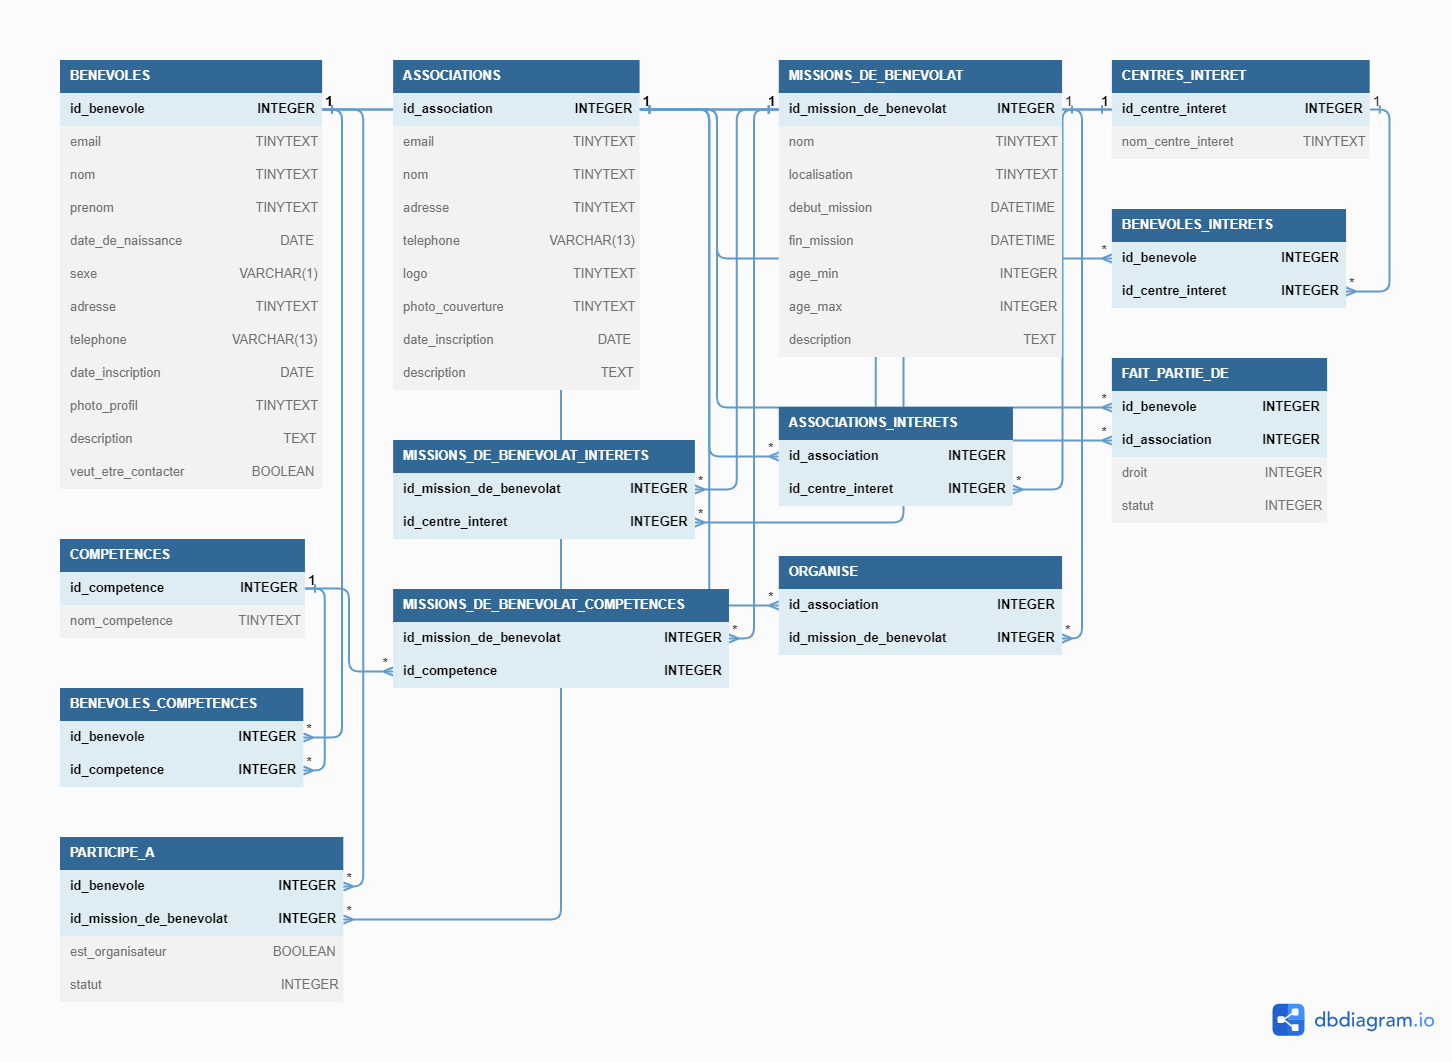 BENEVOLES
id_benevole INTEGER 1
email TINYTEXT
nom TINYTEXT
prenom TINYTEXT
date_de_naissance DATE
sexe VARCHAR(1)
adresse TINYTEXT
telephone VARCHAR(13)
date_inscription DATE
photo_profil TINYTEXT
description TEXT
veut_etre_contacter BOOLEAN
ASSOCIATIONS
id_association INTEGER 1
email TINYTEXT
nom TINYTEXT
adresse TINYTEXT
telephone VARCHAR(13)
logo TINYTEXT
photo_couverture TINYTEXT
date_inscription DATE
description TEXT
MISSIONS_DE_BENEVOLAT
1 id_mission_de_benevolat INTEGER 1
nom TINYTEXT
localisation TINYTEXT
debut_mission DATETIME
fin_mission DATETIME
age_min INTEGER
age_max INTEGER
description TEXT
CENTRES_INTERET
1 id_centre_interet INTEGER 1
nom_centre_interet TINYTEXT
BENEVOLES_INTERETS
* id_benevole INTEGER
id_centre_interet INTEGER *
FAIT_PARTIE_DE
* id_benevole INTEGER
* id_association INTEGER
droit INTEGER
statut INTEGER
MISSIONS_DE_BENEVOLAT_INTERETS
id_mission_de_benevolat INTEGER *
id_centre_interet INTEGER *
ASSOCIATIONS_INTERETS
* id_association INTEGER
id_centre_interet INTEGER *
COMPETENCES
id_competence INTEGER 1
nom_competence TINYTEXT
MISSIONS_DE_BENEVOLAT_COMPETENCES
id_mission_de_benevolat INTEGER *
* id_competence INTEGER
ORGANISE
* id_association INTEGER
id_mission_de_benevolat INTEGER *
BENEVOLES_COMPETENCES
id_benevole INTEGER *
id_competence INTEGER *
PARTICIPE_A
id_benevole INTEGER *
id_mission_de_benevolat INTEGER *
est_organisateur BOOLEAN
statut INTEGER
dbdiagram.io